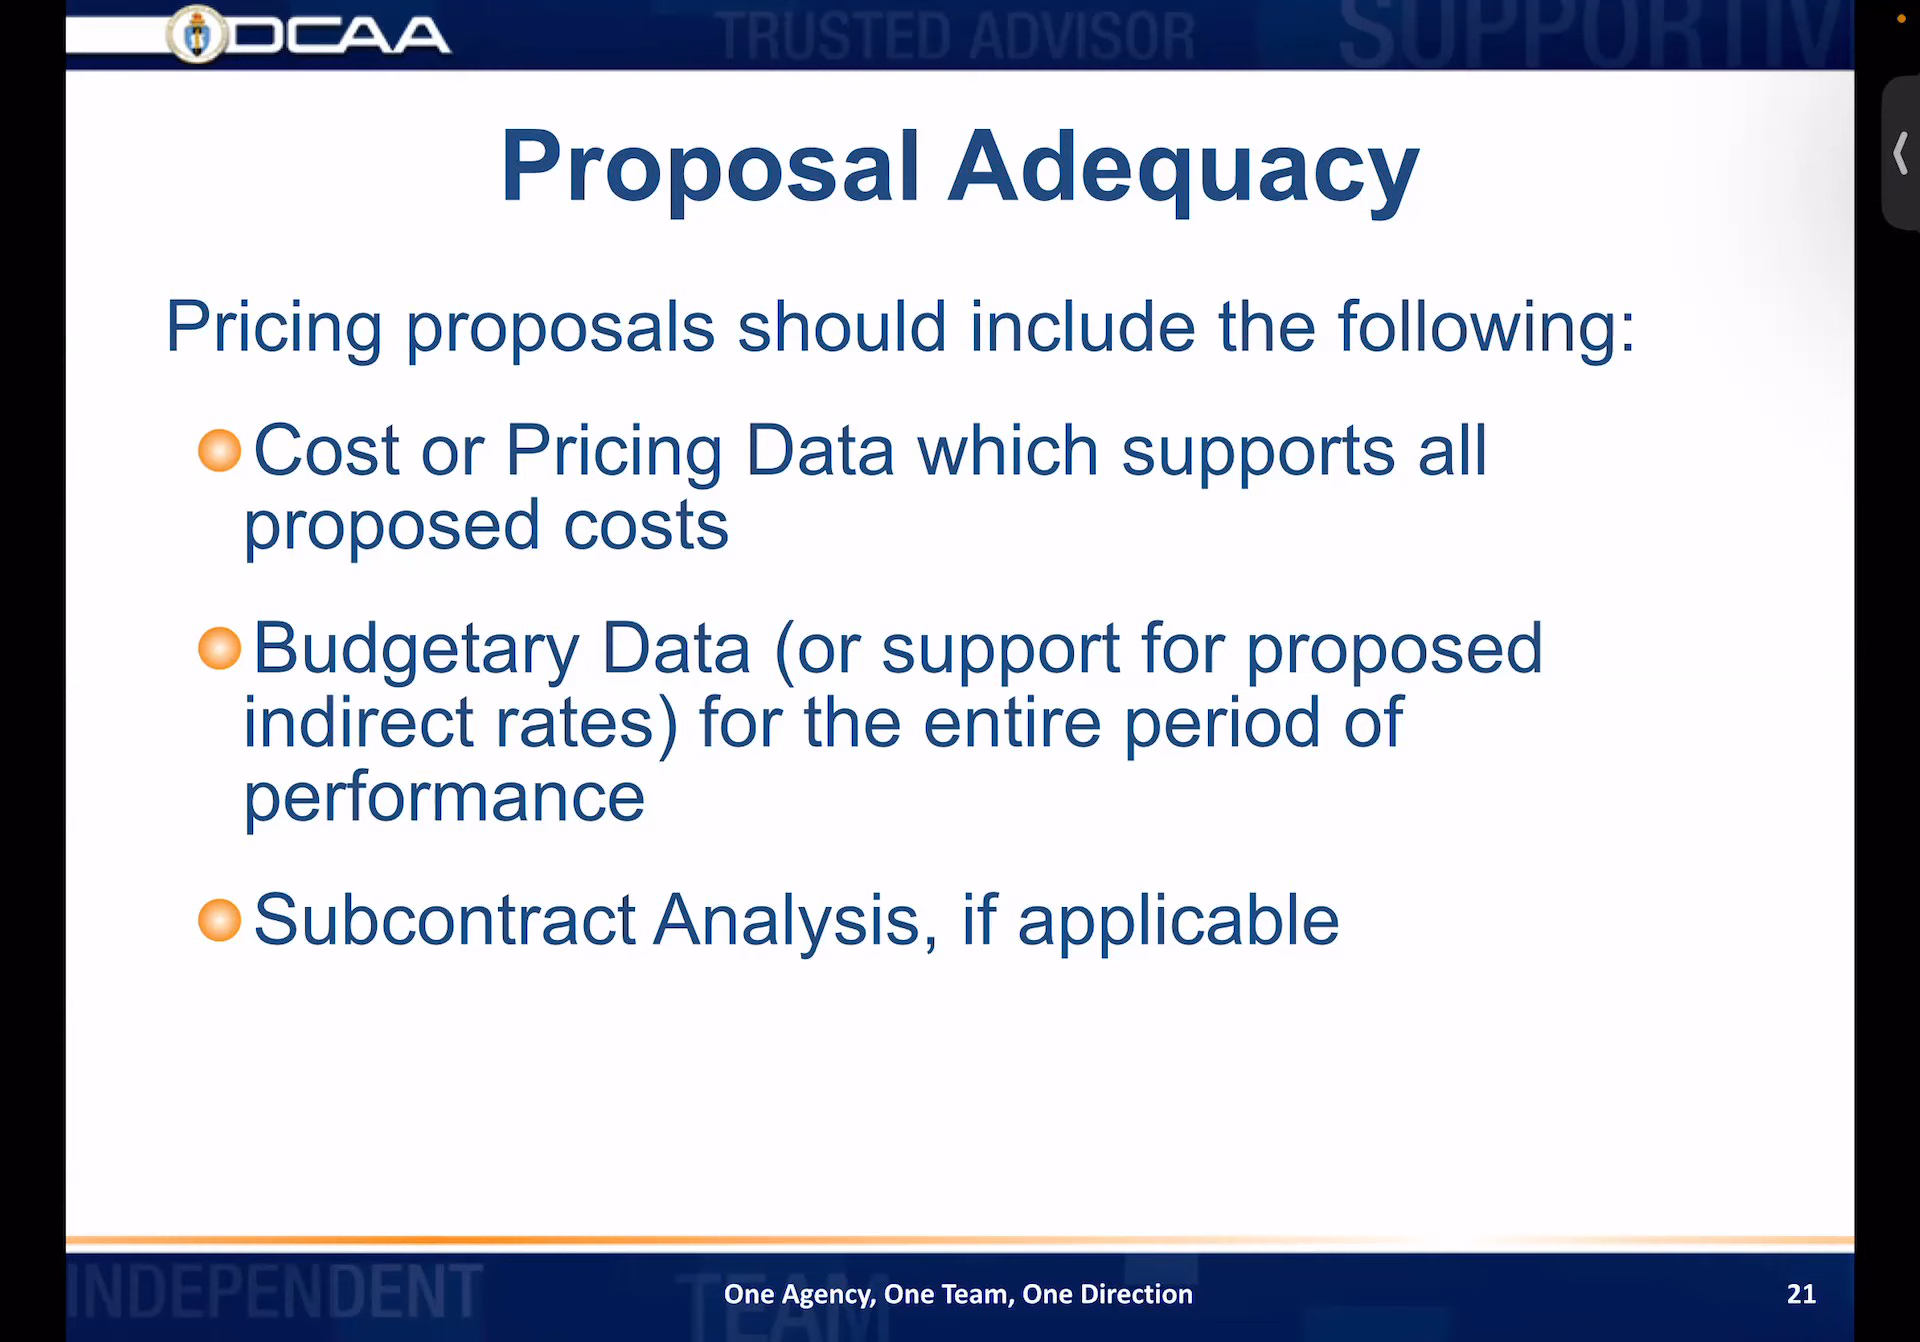 DCAA
TRUSTED ADVISOR
SUPPORTIV
Proposal Adequacy
Pricing proposals should include the following:
Cost or Pricing Data which supports all
proposed costs
Budgetary Data (or support for proposed
indirect rates) for the entire period of
performance
Subcontract Analysis, if applicable
INDEPENDENT
TEAM
One Agency, One Team, One Direction
21